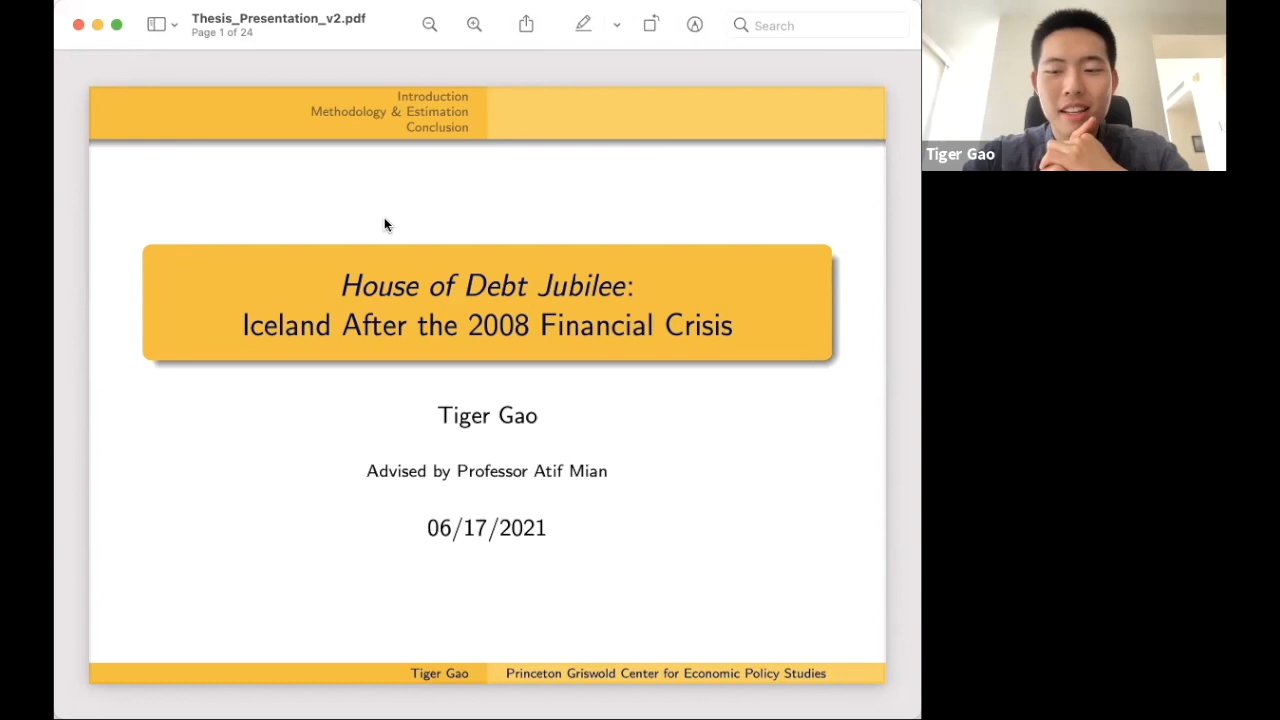 Thesis_Presentation_v2.pdf
Page 1 of 24
Search
Introduction
Methodology & Estimation
Conclusion
House of Debt Jubilee:
Iceland After the 2008 Financial Crisis
Tiger Gao
Advised by Professor Atif Mian
06/17/2021
Tiger Gao
Princeton Griswold Center for Economic Policy Studies
Tiger Gao